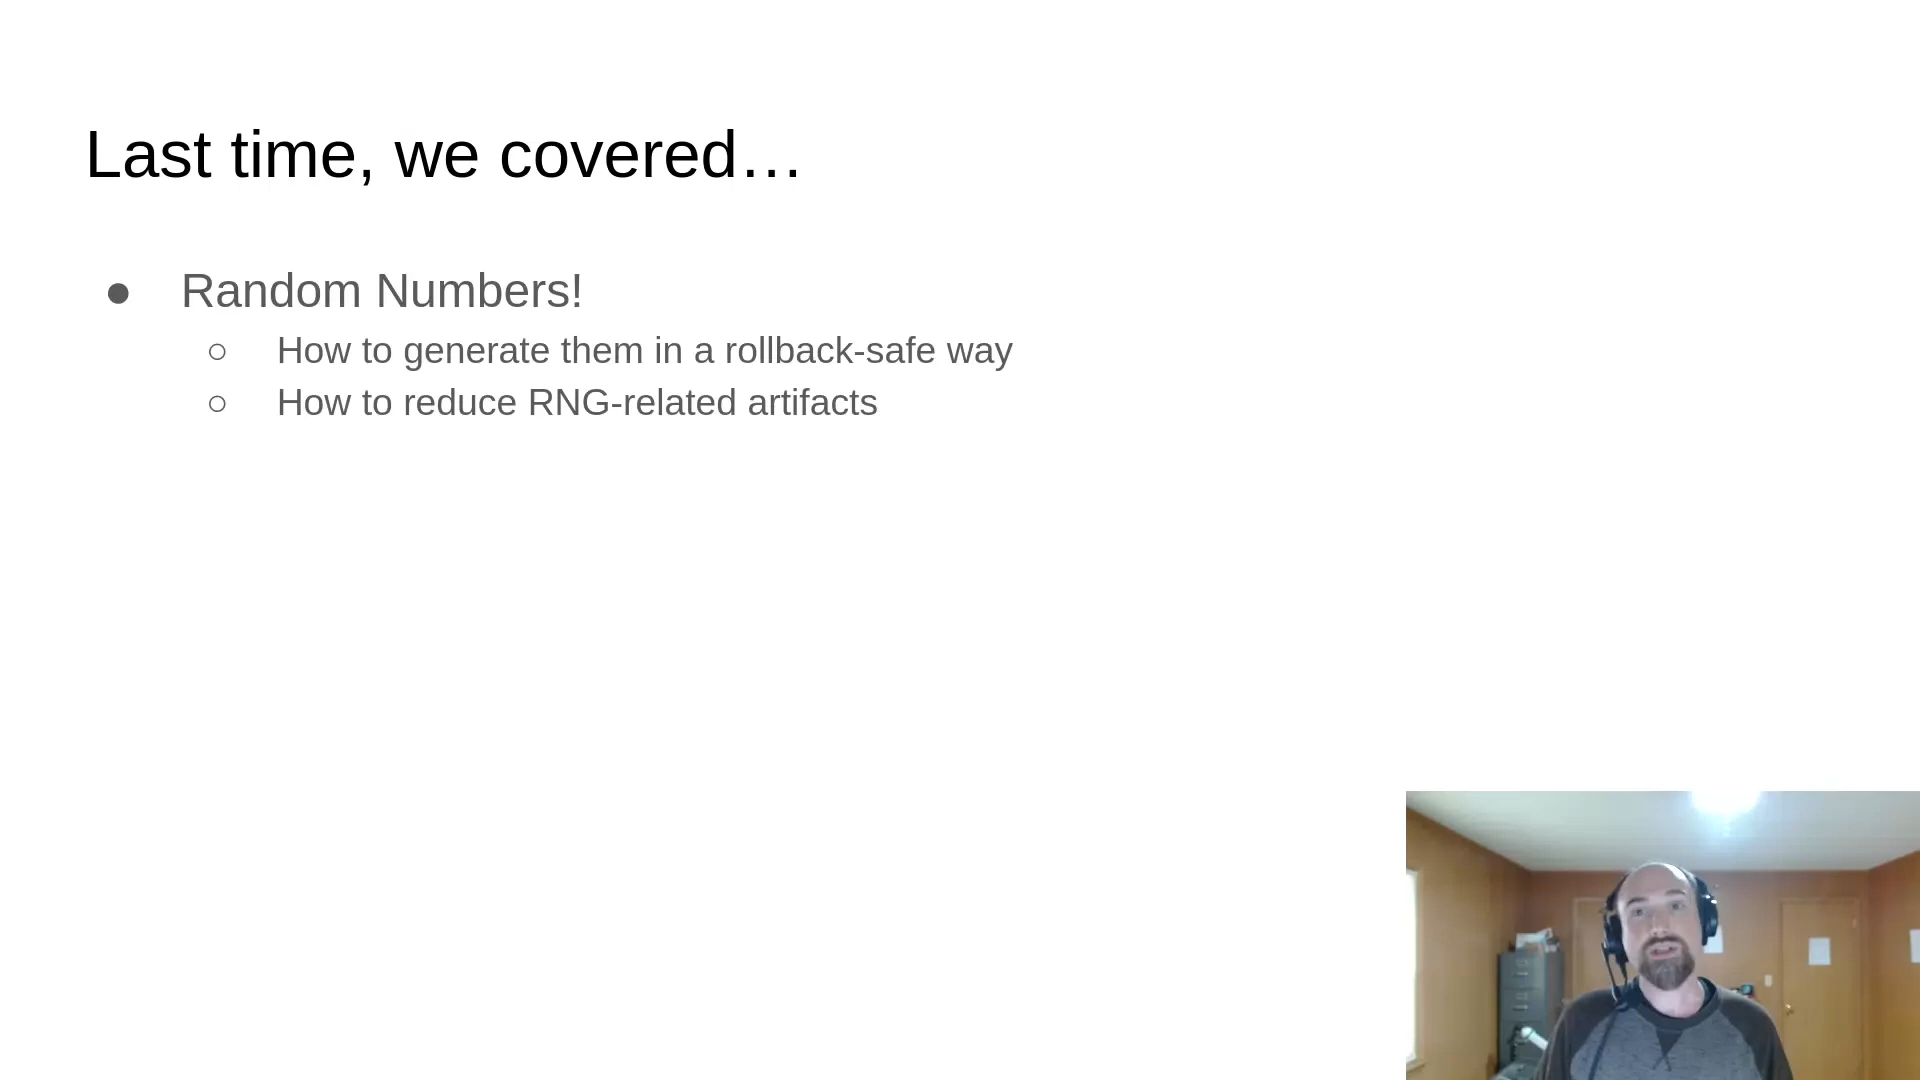 Last time, we covered…
● Random Numbers!
○ How to generate them in a rollback-safe way
○ How to reduce RNG-related artifacts